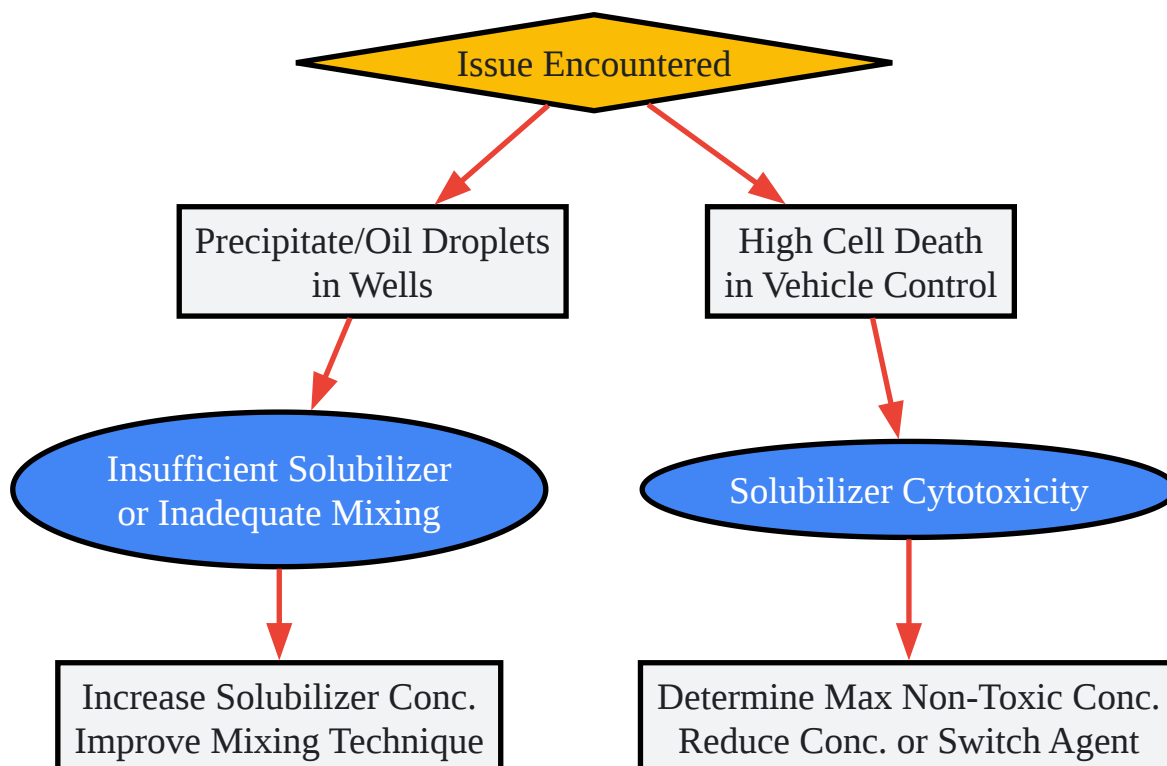 Issue Encountered
Precipitate/Oil Droplets
in Wells
High Cell Death
in Vehicle Control
Insufficient Solubilizer
or Inadequate Mixing
Solubilizer Cytotoxicity
Increase Solubilizer Conc.
Improve Mixing Technique
Determine Max Non-Toxic Conc.
Reduce Conc. or Switch Agent